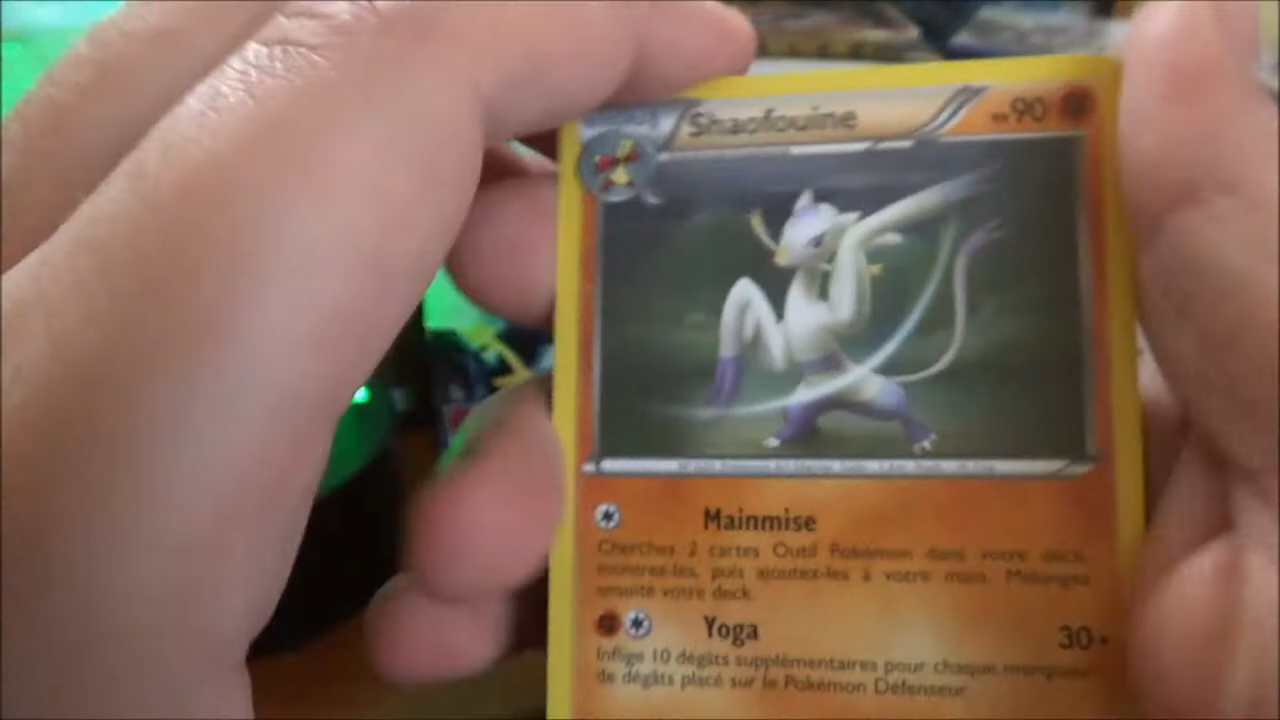 Shaofouine
90
Mainmise
Cherchez 2 cartes Outil Pokémon dans votre deck,
montrez-les, puis ajoutez-les à votre main. Mélangez
ensuite votre deck.
Yoga 30+
Inflige 10 dégâts supplémentaires pour chaque marqueur
de dégâts placé sur le Pokémon Défenseur.